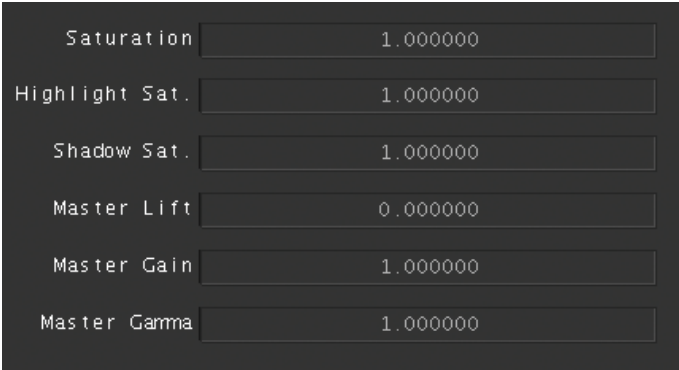 Saturation 1.000000
Highlight Sat. 1.000000
Shadow Sat. 1.000000
Master Lift 0.000000
Master Gain 1.000000
Master Gamma 1.000000